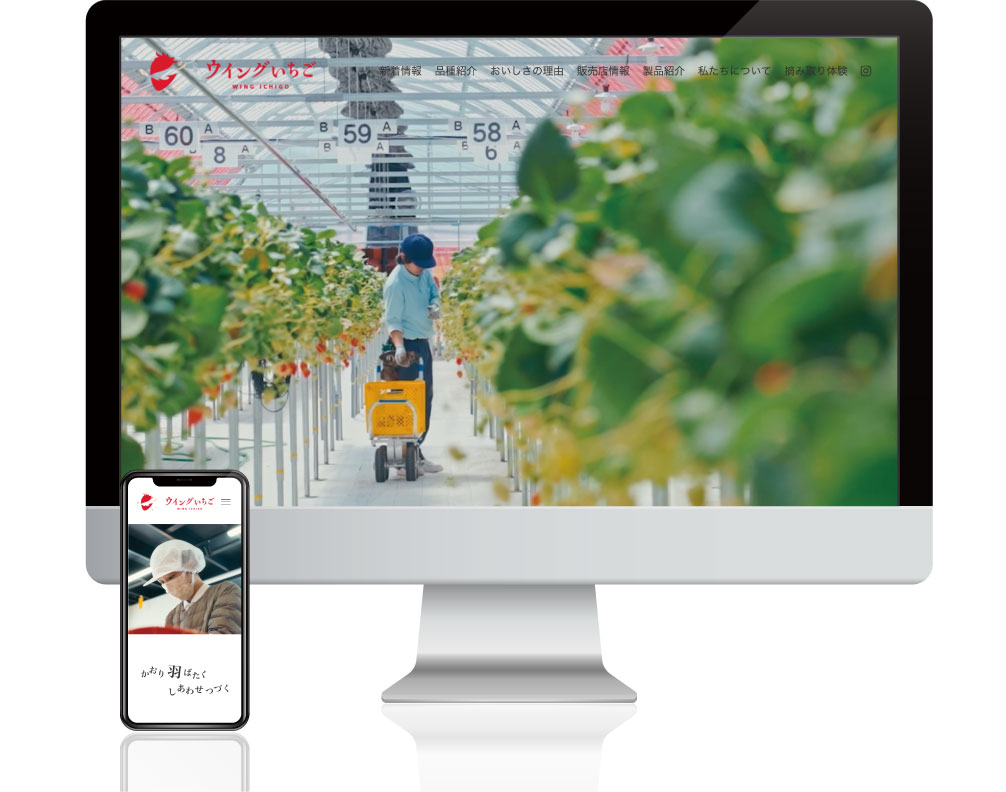 ウイングいちご
WING ICHIGO
新着情報 品種紹介 おいしさの理由 販売店情報 製品紹介 私たちについて 摘み取り体験
B 60 A
8 A
B 59 A
B A
B 58 A
B 6 A
ウイングいちご
WING ICHIGO
かおり羽ばたく
しあわせつづく